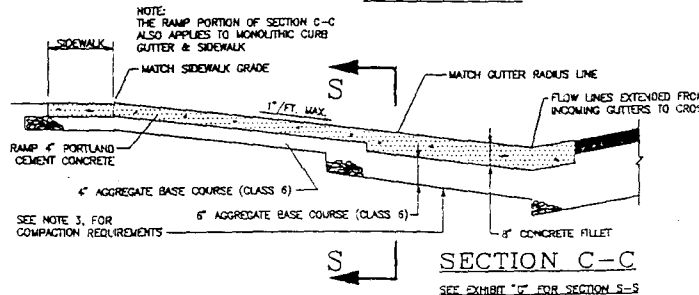 NOTE:
THE RAMP PORTION OF SECTION C-C
ALSO APPLIES TO MONOLITHIC CURB
GUTTER & SIDEWALK
SIDEWALK
MATCH SIDEWALK GRADE
S
MATCH GUTTER RADIUS LINE
1"/FT. MAX.
FLOW LINES EXTENDED FROM
INCOMING GUTTERS TO CROS
RAMP 4" PORTLAND
CEMENT CONCRETE
4" AGGREGATE BASE COURSE (CLASS 6)
6" AGGREGATE BASE COURSE (CLASS 6)
SEE NOTE 3, FOR
COMPACTION REQUIREMENTS
8" CONCRETE FILLET
S
SECTION C-C
SEE EXHIBIT "G" FOR SECTION S-S